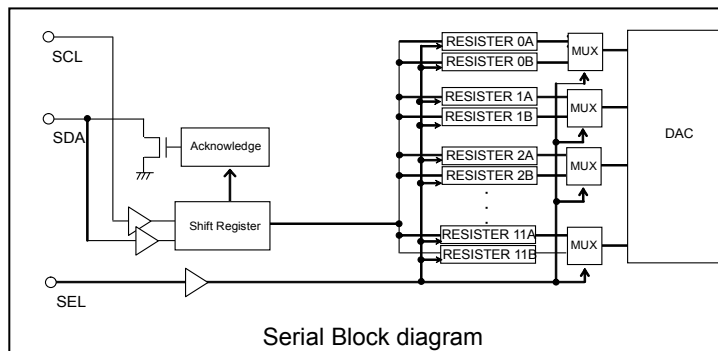 SCL
SDA
SEL
Acknowledge
Shift Register
RESISTER 0A
RESISTER 0B
MUX
RESISTER 1A
RESISTER 1B
MUX
RESISTER 2A
RESISTER 2B
MUX
RESISTER 11A
RESISTER 11B
MUX
DAC
Serial Block diagram